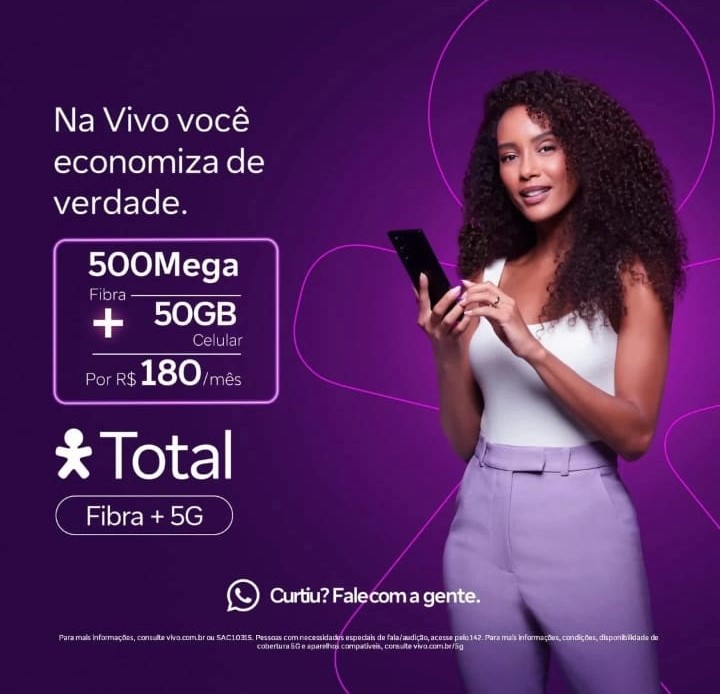 Na Vivo você
economiza de
verdade.
500Mega
Fibra
+ 50GB
Celular
Por R$ 180/mês
Total
Fibra + 5G
Curtiu? Fale com a gente.
Para mais informações, consulte vivo.com.br ou SAC10315. Pessoas com necessidades especiais de fala/audição, acesse pelo 142. Para mais informações, condições, disponibilidade de
cobertura 5G e aparelhos compatíveis, consulte vivo.com.br/5g